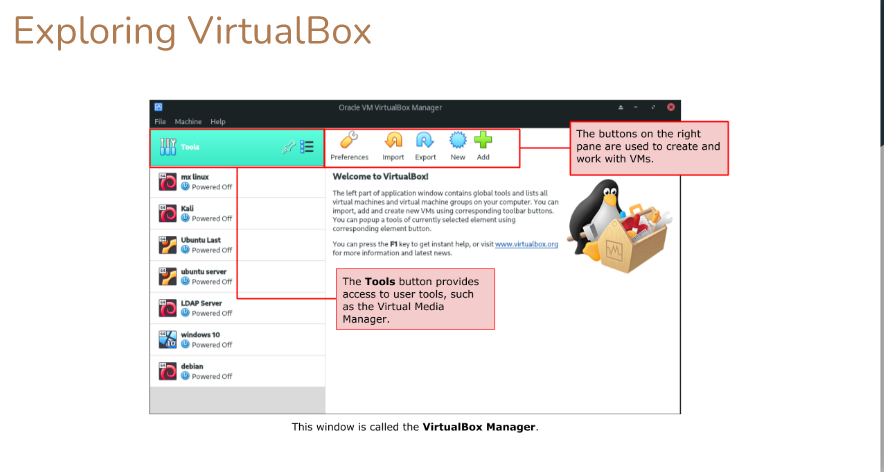 Exploring VirtualBox
Oracle VM VirtualBox Manager
File Machine Help
Tools
Preferences Import Export New Add
The buttons on the right
pane are used to create and
work with VMs.
mx linux
Powered Off
Kali
Powered Off
Ubuntu Last
Powered Off
ubuntu server
Powered Off
LDAP Server
Powered Off
windows 10
Powered Off
debian
Powered Off
Welcome to VirtualBox!
The left part of application window contains global tools and lists all
virtual machines and virtual machine groups on your computer. You can
import, add and create new VMs using corresponding toolbar buttons.
You can popup a tools of currently selected element using
corresponding element button.
You can press the F1 key to get instant help, or visit www.virtualbox.org
for more information and latest news.
The Tools button provides
access to user tools, such
as the Virtual Media
Manager.
This window is called the VirtualBox Manager.